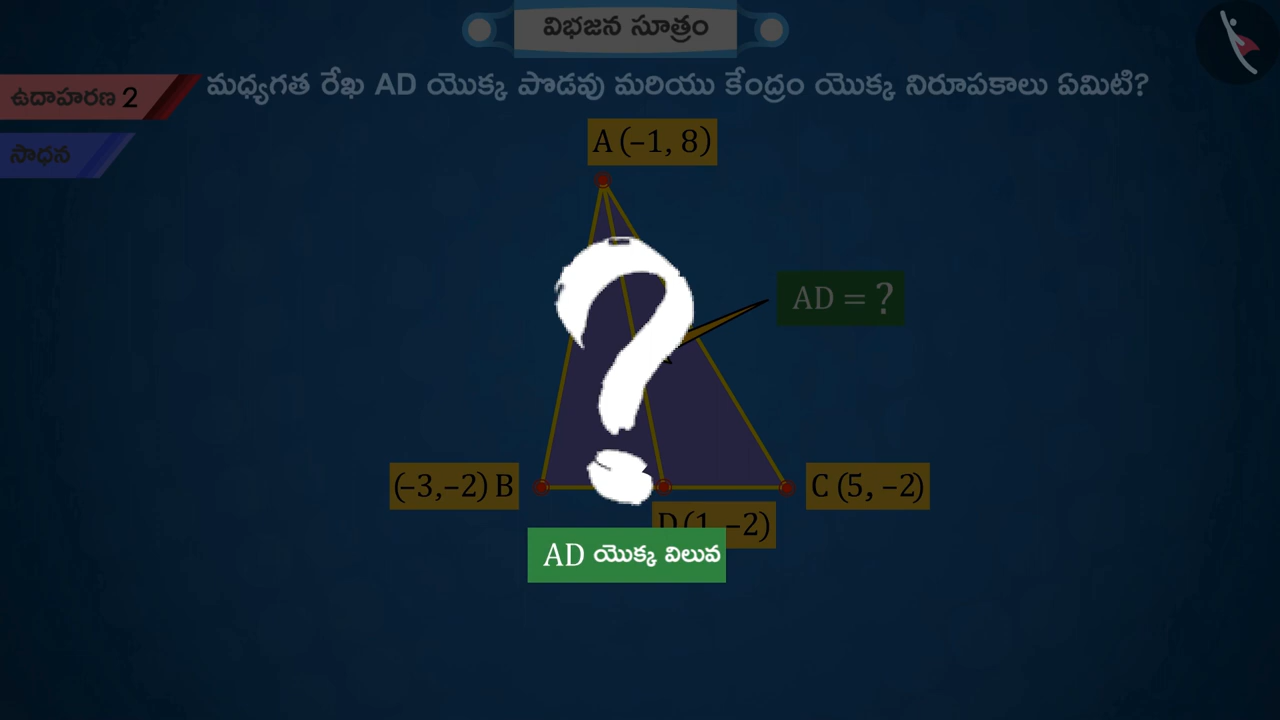 విభజన సూత్రం
ఉదాహరణ 2
మధ్యగత రేఖ AD యొక్క పొడవు మరియు కేంద్రం యొక్క నిరూపకాలు ఏమిటి?
సాధన
A (–1, 8)
AD = ?
(–3,–2) B
C (5, –2)
D (1, –2)
AD యొక్క విలువ